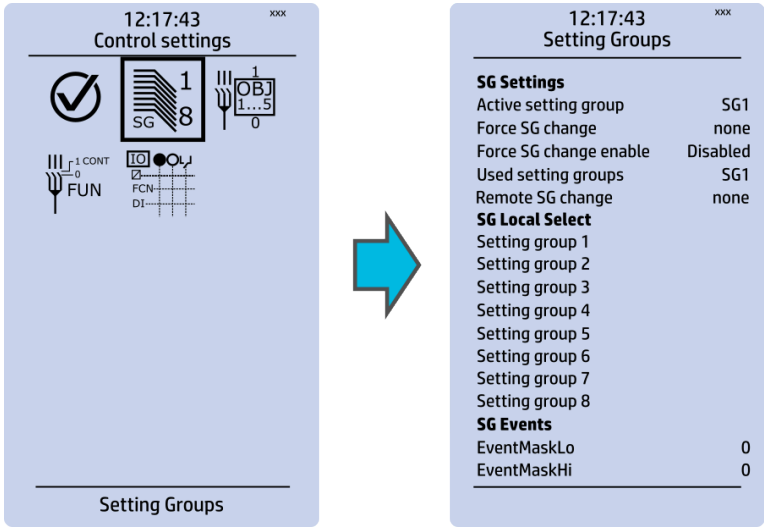 12:17:43
xxx
Control settings
1
SG 8
1
OBJ
1...5
0
1 CONT
0
FUN
IO
FCN
DI
Setting Groups
12:17:43
xxx
Setting Groups
SG Settings
Active setting group SG1
Force SG change none
Force SG change enable Disabled
Used setting groups SG1
Remote SG change none
SG Local Select
Setting group 1
Setting group 2
Setting group 3
Setting group 4
Setting group 5
Setting group 6
Setting group 7
Setting group 8
SG Events
EventMaskLo 0
EventMaskHi 0